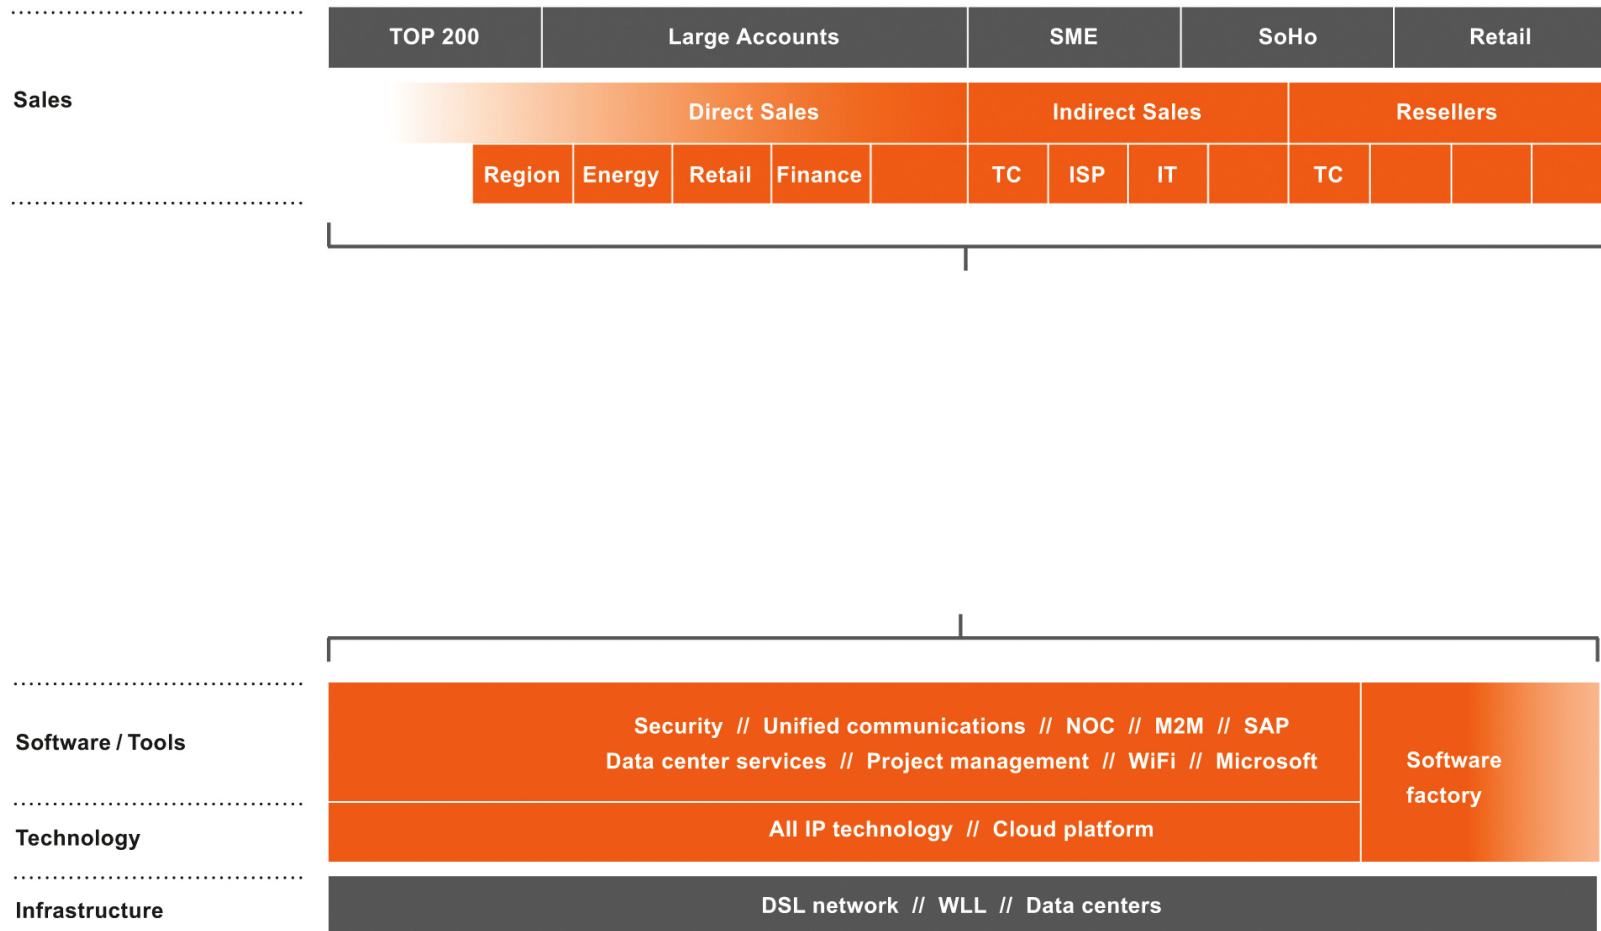 TOP 200 Large Accounts SME SoHo Retail
Sales
Direct Sales Indirect Sales Resellers
Region Energy Retail Finance TC ISP IT TC
Software / Tools
Security // Unified communications // NOC // M2M // SAP
Data center services // Project management // WiFi // Microsoft
Software
factory
Technology
All IP technology // Cloud platform
Infrastructure
DSL network // WLL // Data centers